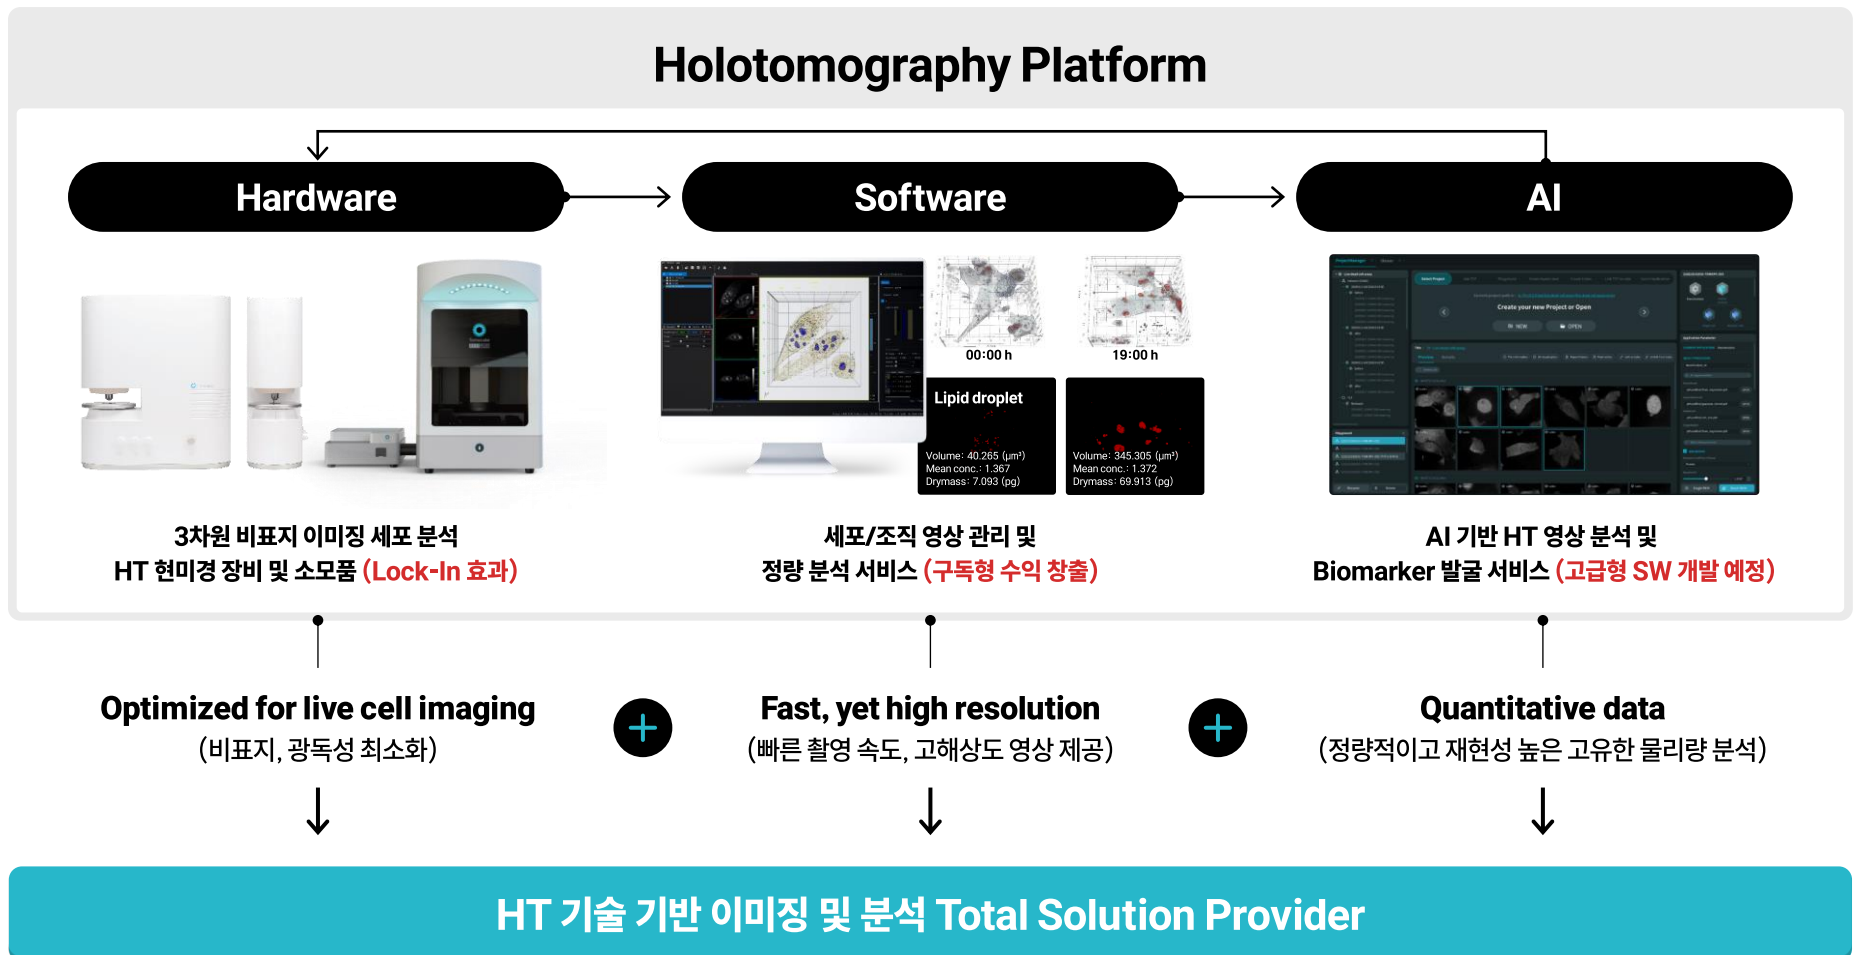 Holotomography Platform
Hardware
Software
AI
00:00 h
19:00 h
Lipid droplet
Volume: 40.265 (μm³)
Mean conc.: 1.367
Drymass: 7.093 (pg)
Volume: 345.305 (μm³)
Mean conc.: 1.372
Drymass: 69.913 (pg)
Create your new Project or Open
NEW
OPEN
3차원 비표지 이미징 세포 분석
HT 현미경 장비 및 소모품 (Lock-In 효과)
세포/조직 영상 관리 및
정량 분석 서비스 (구독형 수익 창출)
AI 기반 HT 영상 분석 및
Biomarker 발굴 서비스 (고급형 SW 개발 예정)
Optimized for live cell imaging
(비표지, 광독성 최소화)
Fast, yet high resolution
(빠른 촬영 속도, 고해상도 영상 제공)
Quantitative data
(정량적이고 재현성 높은 고유한 물리량 분석)
HT 기술 기반 이미징 및 분석 Total Solution Provider